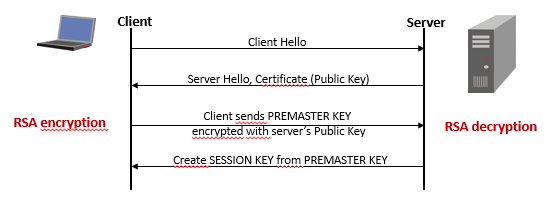 Client
Server
Client Hello
Server Hello, Certificate (Public Key)
RSA encryption
Client sends PREMASTER KEY
encrypted with server's Public Key
RSA decryption
Create SESSION KEY from PREMASTER KEY